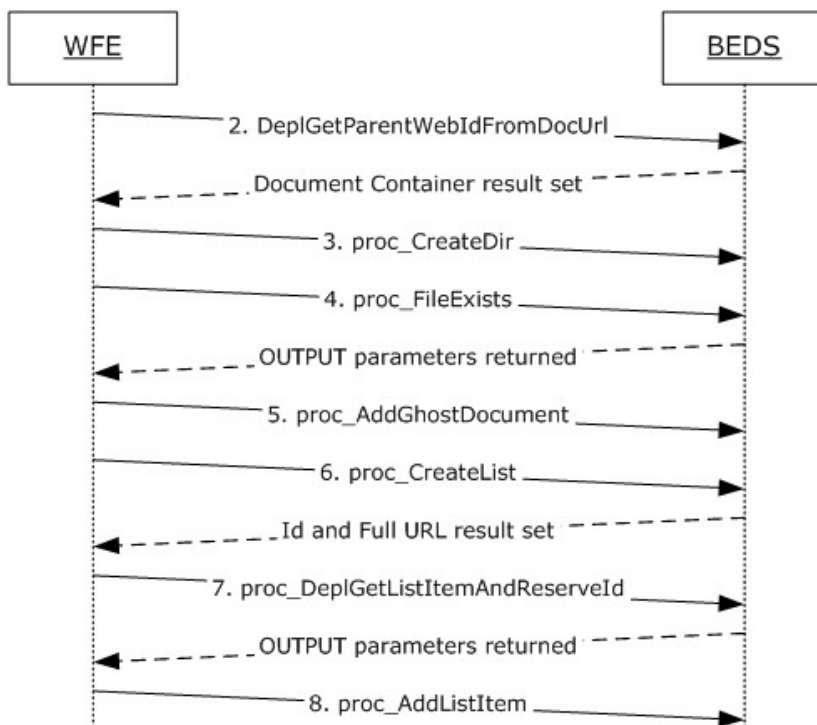 WFE
BEDS
2. DeplGetParentWebIdFromDocUrl
Document Container result set
3. proc_CreateDir
4. proc_FileExists
OUTPUT parameters returned
5. proc_AddGhostDocument
6. proc_CreateList
Id and Full URL result set
7. proc_DeplGetListItemAndReserveId
OUTPUT parameters returned
8. proc_AddListItem